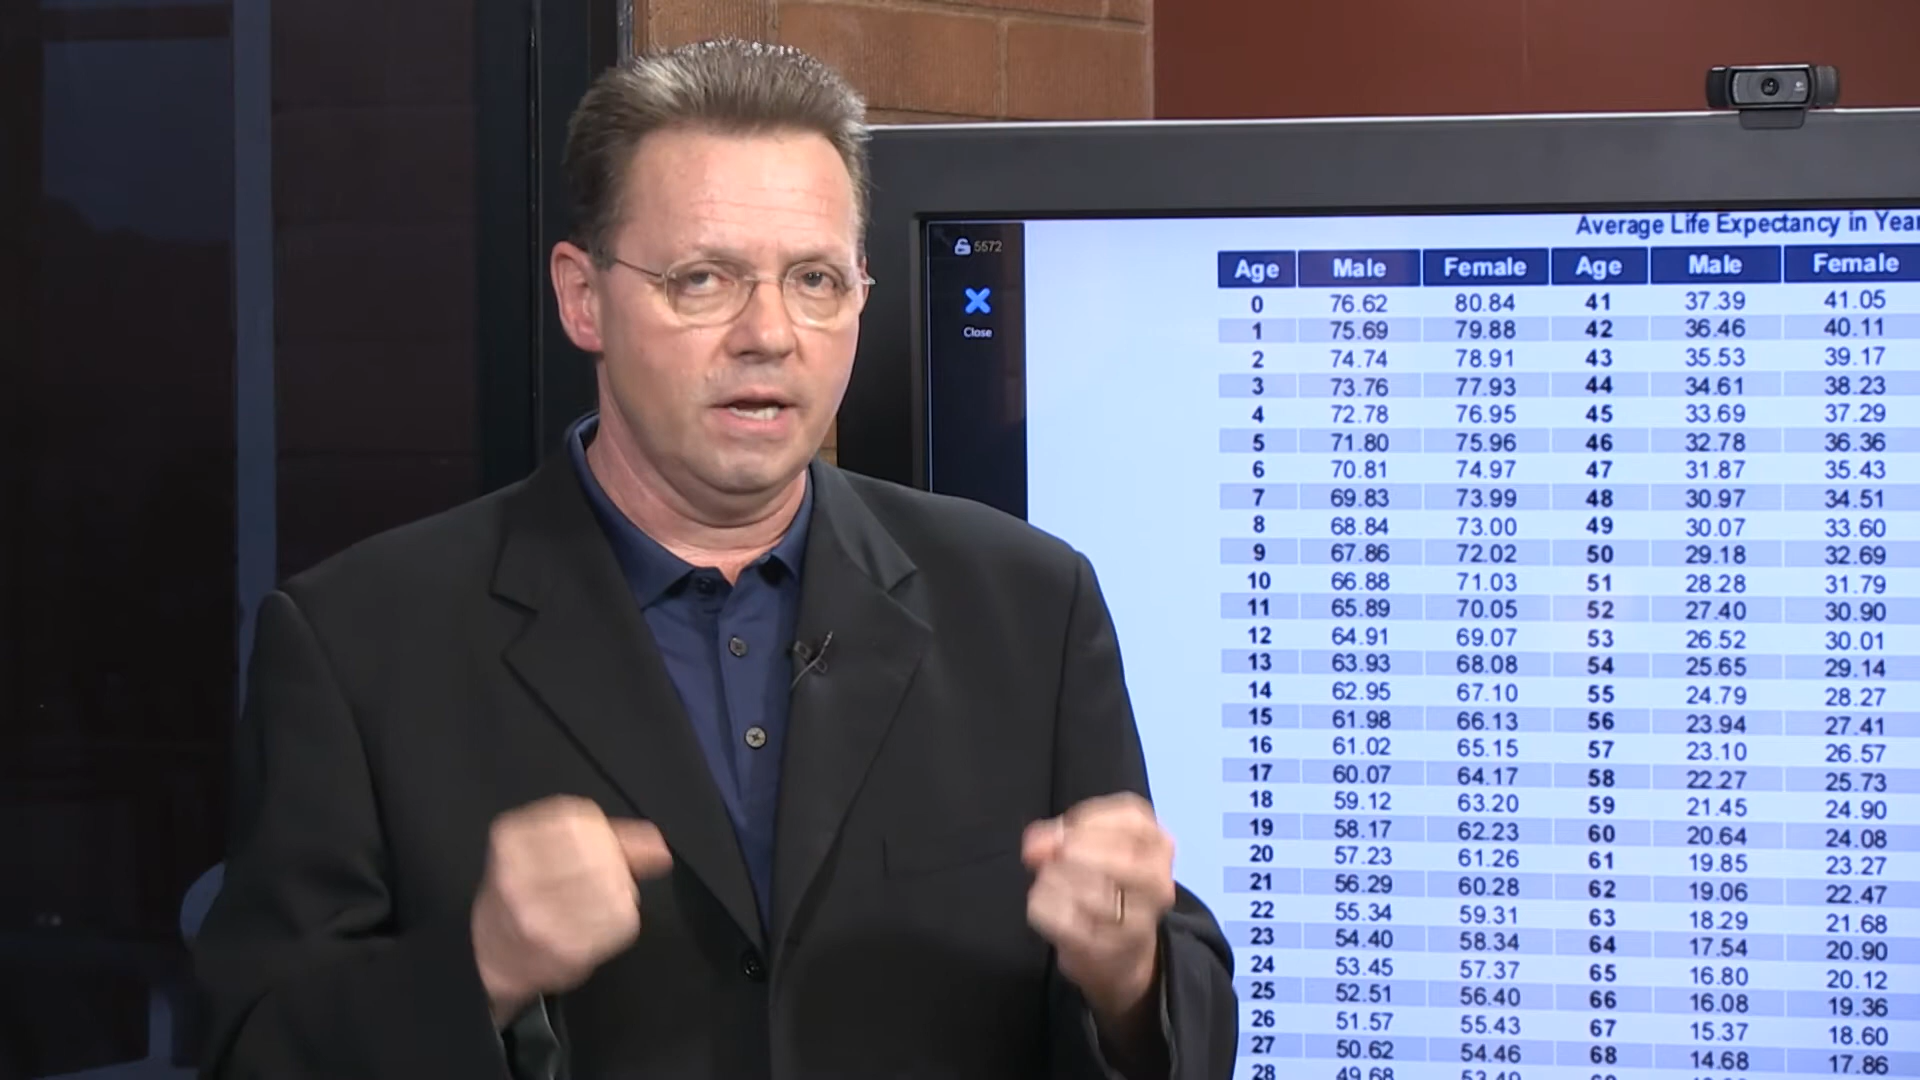 5572
Close
Average Life Expectancy in Year
Age Male Female Age Male Female
0 76.62 80.84 41 37.39 41.05
1 75.69 79.88 42 36.46 40.11
2 74.74 78.91 43 35.53 39.17
3 73.76 77.93 44 34.61 38.23
4 72.78 76.95 45 33.69 37.29
5 71.80 75.96 46 32.78 36.36
6 70.81 74.97 47 31.87 35.43
7 69.83 73.99 48 30.97 34.51
8 68.84 73.00 49 30.07 33.60
9 67.86 72.02 50 29.18 32.69
10 66.88 71.03 51 28.28 31.79
11 65.89 70.05 52 27.40 30.90
12 64.91 69.07 53 26.52 30.01
13 63.93 68.08 54 25.65 29.14
14 62.95 67.10 55 24.79 28.27
15 61.98 66.13 56 23.94 27.41
16 61.02 65.15 57 23.10 26.57
17 60.07 64.17 58 22.27 25.73
18 59.12 63.20 59 21.45 24.90
19 58.17 62.23 60 20.64 24.08
20 57.23 61.26 61 19.85 23.27
21 56.29 60.28 62 19.06 22.47
22 55.34 59.31 63 18.29 21.68
23 54.40 58.34 64 17.54 20.90
24 53.45 57.37 65 16.80 20.12
25 52.51 56.40 66 16.08 19.36
26 51.57 55.43 67 15.37 18.60
27 50.62 54.46 68 14.68 17.86
28 49.68 53.49